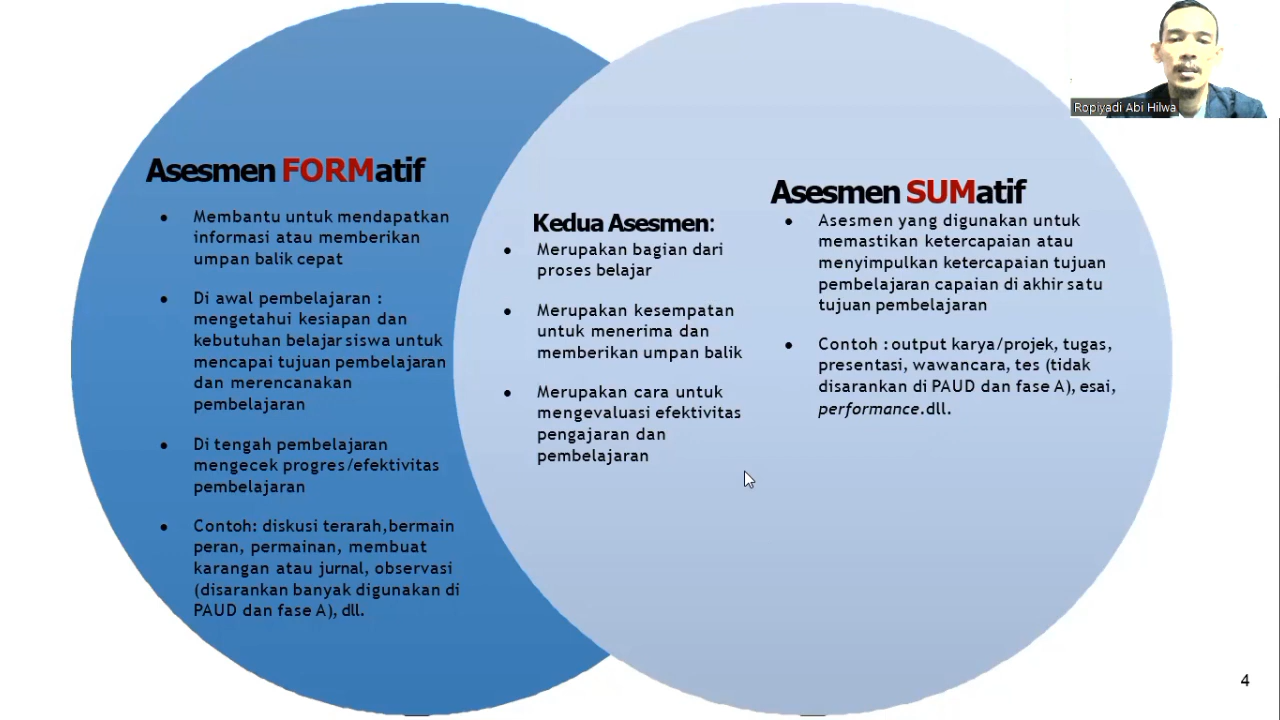 Ropiyadi Abi Hilwa
Asesmen FORMatif
● Membantu untuk mendapatkan
informasi atau memberikan
umpan balik cepat
● Di awal pembelajaran :
mengetahui kesiapan dan
kebutuhan belajar siswa untuk
mencapai tujuan pembelajaran
dan merencanakan
pembelajaran
● Di tengah pembelajaran
mengecek progres/efektivitas
pembelajaran
● Contoh: diskusi terarah,bermain
peran, permainan, membuat
karangan atau jurnal, observasi
(disarankan banyak digunakan di
PAUD dan fase A), dll.
Kedua Asesmen:
● Merupakan bagian dari
proses belajar
● Merupakan kesempatan
untuk menerima dan
memberikan umpan balik
● Merupakan cara untuk
mengevaluasi efektivitas
pengajaran dan
pembelajaran
Asesmen SUMatif
● Asesmen yang digunakan untuk
memastikan ketercapaian atau
menyimpulkan ketercapaian tujuan
pembelajaran capaian di akhir satu
tujuan pembelajaran
● Contoh : output karya/projek, tugas,
presentasi, wawancara, tes (tidak
disarankan di PAUD dan fase A), esai,
performance.dll.
4